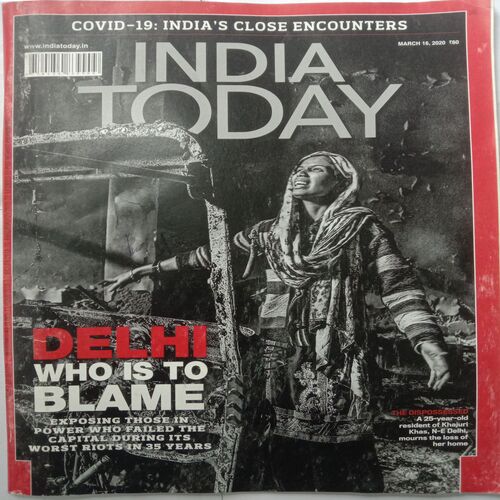 COVID-19: INDIA'S CLOSE ENCOUNTERS
www.indiatoday.in
MARCH 16, 2020 ₹60
INDIA
TODAY
DELHI
WHO IS TO
BLAME
EXPOSING THOSE IN
POWER WHO FAILED THE
CAPITAL DURING ITS
WORST RIOTS IN 35 YEARS
THE DISPOSSESSED
A 25-year-old
resident of Khajuri
Khas, N-E Delhi,
mourns the loss of
her home